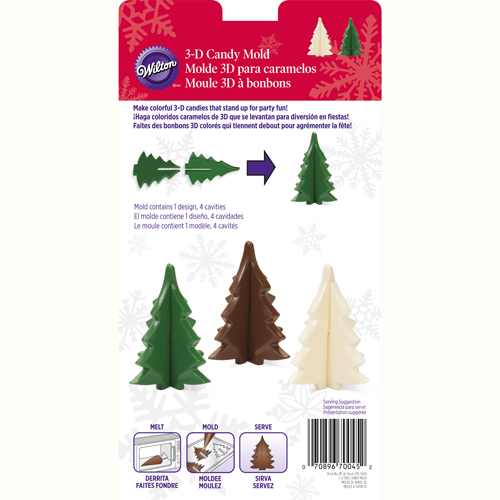 Wilton
3-D Candy Mold
Molde 3D para caramelos
Moule 3D à bonbons
Make colorful 3-D candies that stand up for party fun!
¡Haga coloridos caramelos de 3D que se levantan para diversión en fiestas!
Faites des bonbons 3D colorés qui tiennent debout pour agrémenter la fête!
Mold contains 1 design, 4 cavities
El molde contiene 1 diseño, 4 cavidades
Le moule contient 1 modèle, 4 cavités
Serving Suggestion
Sugerencia para servir
Présentation suggérée
MELT
MOLD
SERVE
DERRITA
FAITES FONDRE
MOLDEE
MOULEZ
SIRVA
SERVEZ
0 70896 70045 2